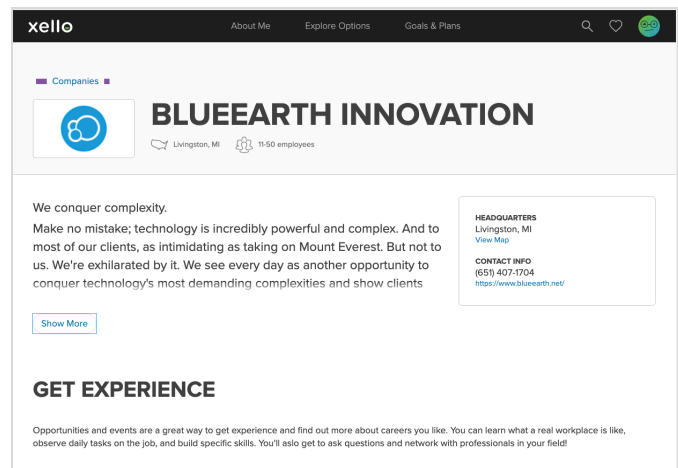 xello
About Me Explore Options Goals & Plans
Companies
BLUEEARTH INNOVATION
Livingston, MI 11-50 employees
We conquer complexity.
Make no mistake; technology is incredibly powerful and complex. And to
most of our clients, as intimidating as taking on Mount Everest. But not to
us. We're exhilarated by it. We see every day as another opportunity to
conquer technology's most demanding complexities and show clients
Show More
HEADQUARTERS
Livingston, MI
View Map
CONTACT INFO
(651) 407-1704
https://www.blueearth.net/
GET EXPERIENCE
Opportunities and events are a great way to get experience and find out more about careers you like. You can learn what a real workplace is like,
observe daily tasks on the job, and build specific skills. You'll aslo get to ask questions and network with professionals in your field!